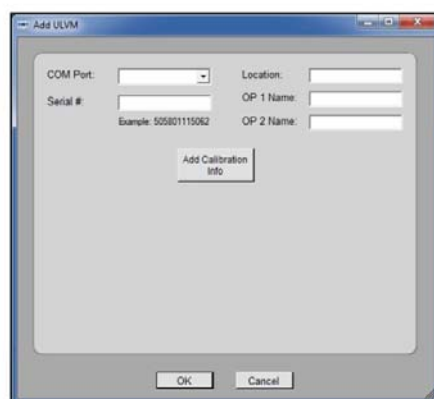 Add ULVM
COM Port:
Location:
Serial #:
OP 1 Name:
Example: 505801115062
OP 2 Name:
Add Calibration
Info
OK
Cancel